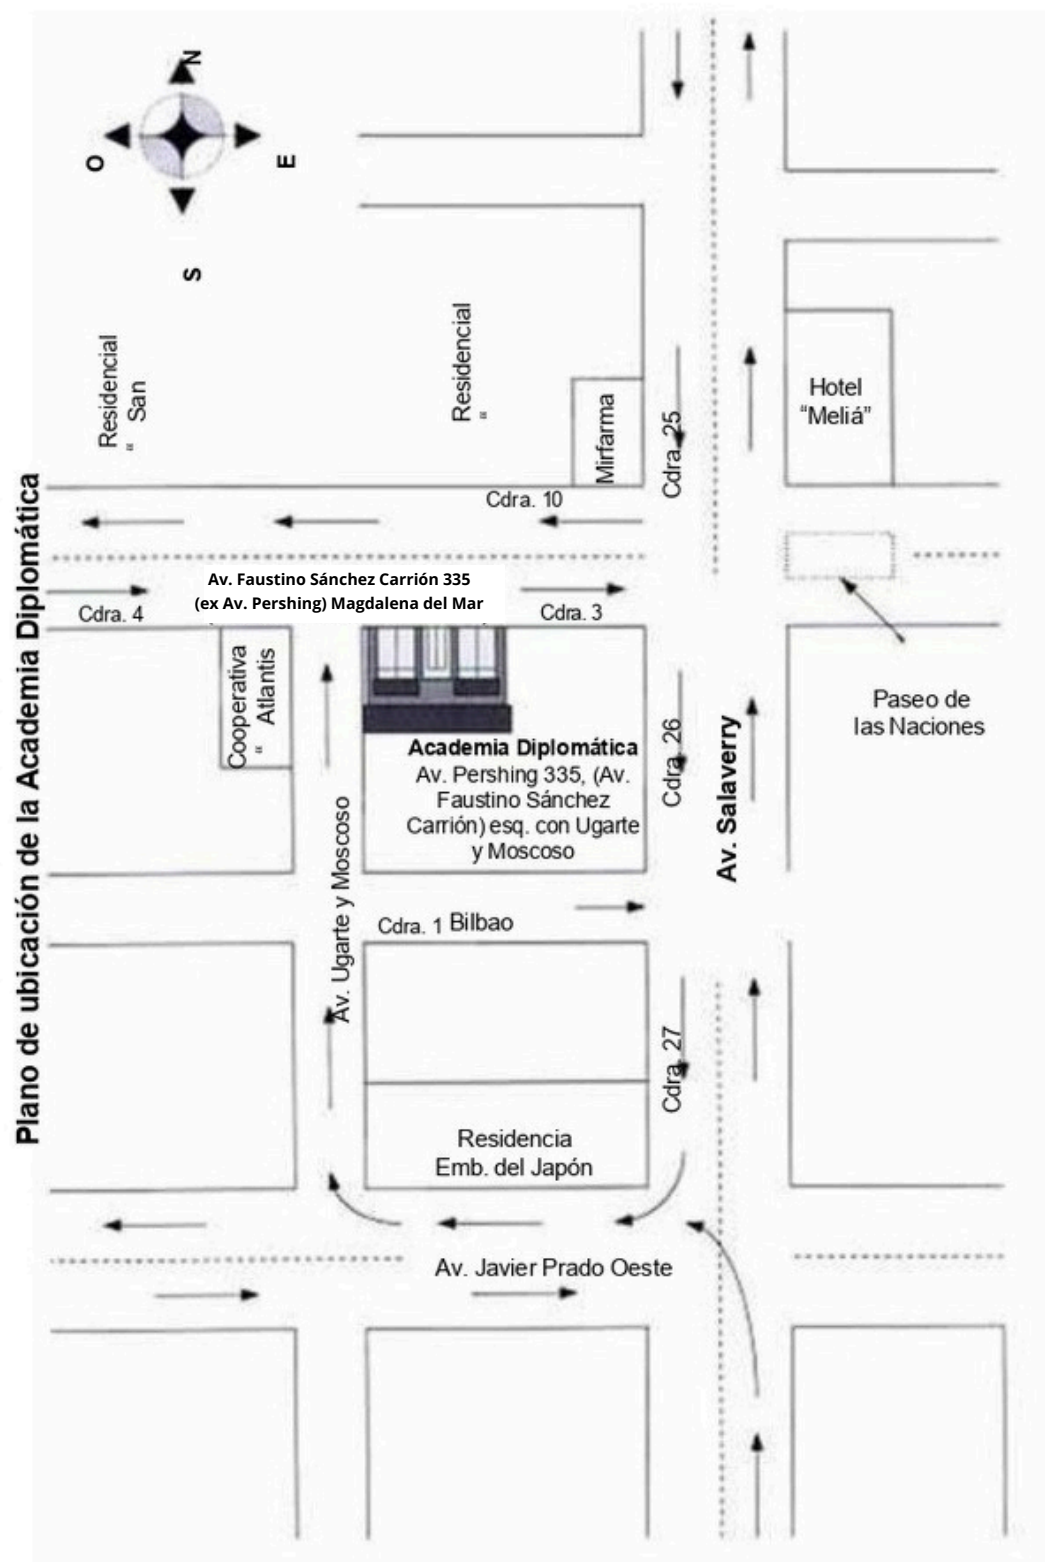 Plano de ubicación de la Academia Diplomática
N
O
E
S
Residencial
“ San
Residencial
“
Mirfarma
Cdra. 25
Hotel
“Meliá”
Cdra. 10
Av. Faustino Sánchez Carrión 335
(ex Av. Pershing) Magdalena del Mar
Cdra. 4
Cdra. 3
Cooperativa
“ Atlantis
Academia Diplomática
Av. Pershing 335, (Av.
Faustino Sánchez
Carrión) esq. con Ugarte
y Moscoso
Cdra. 26
Av. Salaverry
Paseo de
las Naciones
Av. Ugarte y Moscoso
Cdra. 1 Bilbao
Cdra. 27
Residencia
Emb. del Japón
Av. Javier Prado Oeste